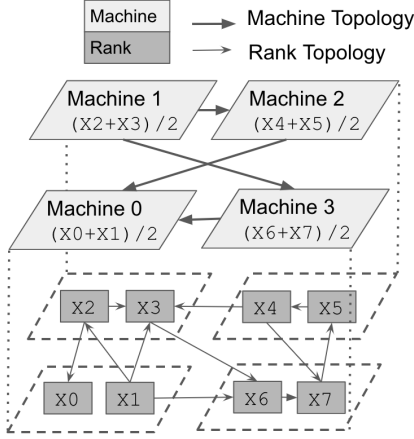 Machine
Machine Topology
Rank
Rank Topology
Machine 1
(X2+X3)/2
Machine 2
(X4+X5)/2
Machine 0
(X0+X1)/2
Machine 3
(X6+X7)/2
X2
X3
X4
X5
X0
X1
X6
X7